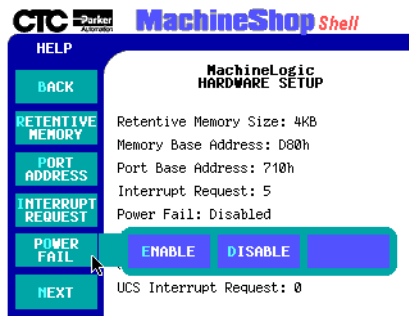 CTC Parker Automation MachineShop Shell
HELP
MachineLogic
HARDWARE SETUP
BACK
RETENTIVE MEMORY
PORT ADDRESS
INTERRUPT REQUEST
POWER FAIL
NEXT
Retentive Memory Size: 4KB
Memory Base Address: D80h
Port Base Address: 710h
Interrupt Request: 5
Power Fail: Disabled
ENABLE DISABLE
UCS Interrupt Request: 0